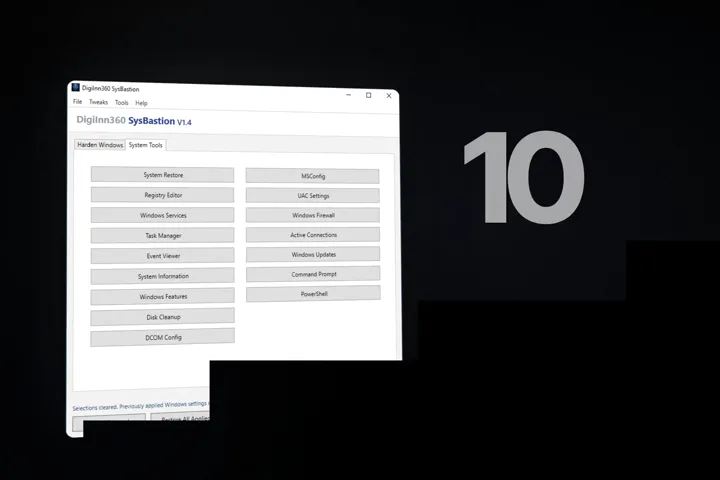 DigiInn360 SysBastion
File Tweaks Tools Help
DigiInn360 SysBastion V1.4
Harden Windows System Tools
System Restore MSConfig
Registry Editor UAC Settings
Windows Services Windows Firewall
Task Manager Active Connections
Event Viewer Windows Updates
System Information Command Prompt
Windows Features PowerShell
Disk Cleanup
DCOM Config
Selections cleared. Previously applied Windows settings
Restore All
10